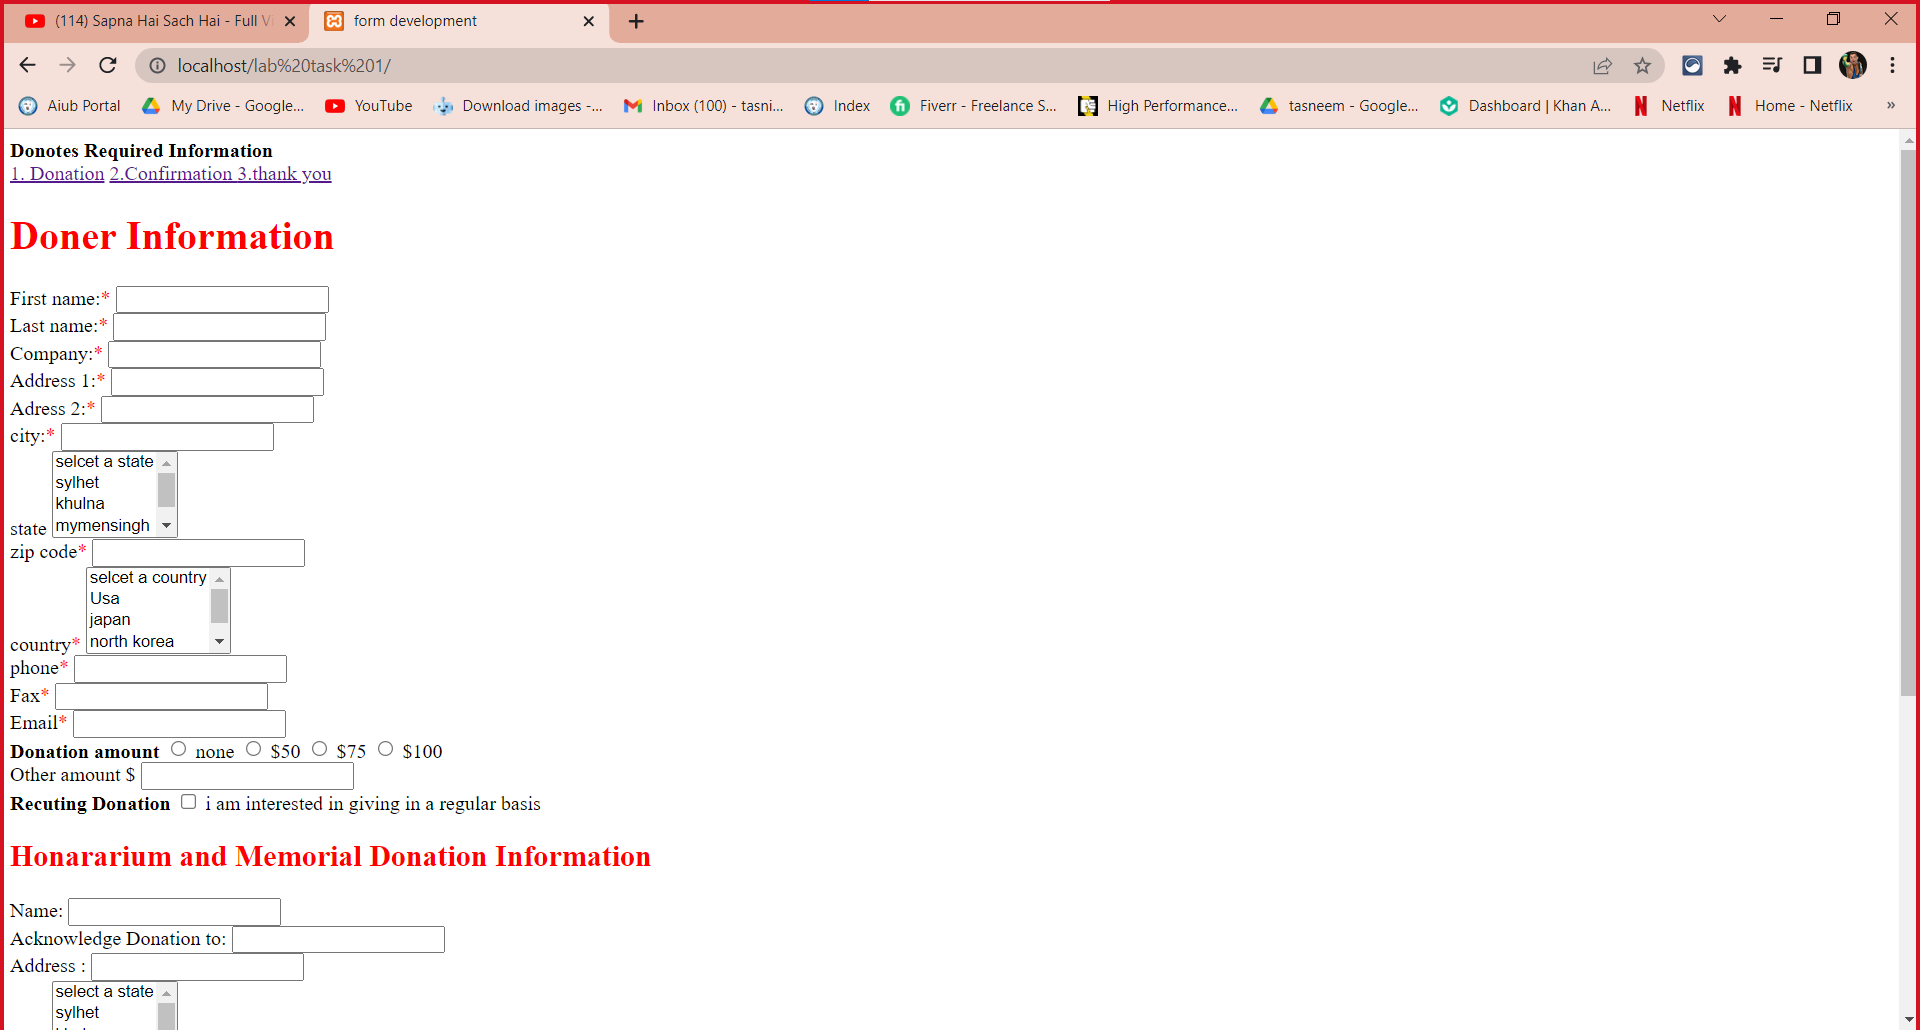 (114) Sapna Hai Sach Hai - Full Vi
form development
localhost/lab%20task%201/
Aiub Portal My Drive - Google... YouTube Download images -... Inbox (100) - tasni... Index Fiverr - Freelance S... High Performance... tasneem - Google... Dashboard | Khan A... Netflix Home - Netflix »
Donotes Required Information
1. Donation 2.Confirmation 3.thank you
Doner Information
First name:*
Last name:*
Company:*
Address 1:*
Adress 2:*
city:*
selcet a state
sylhet
khulna
mymensingh
state
zip code*
selcet a country
Usa
japan
north korea
country*
phone*
Fax*
Email*
Donation amount none $50 $75 $100
Other amount $
Recuting Donation i am interested in giving in a regular basis
Honararium and Memorial Donation Information
Name:
Acknowledge Donation to:
Address :
select a state
sylhet